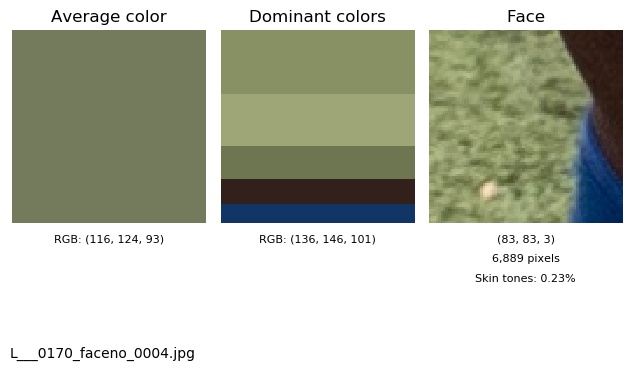 Average color
Dominant colors
Face
RGB: (116, 124, 93)
RGB: (136, 146, 101)
(83, 83, 3)
6,889 pixels
Skin tones: 0.23%
L___0170_faceno_0004.jpg